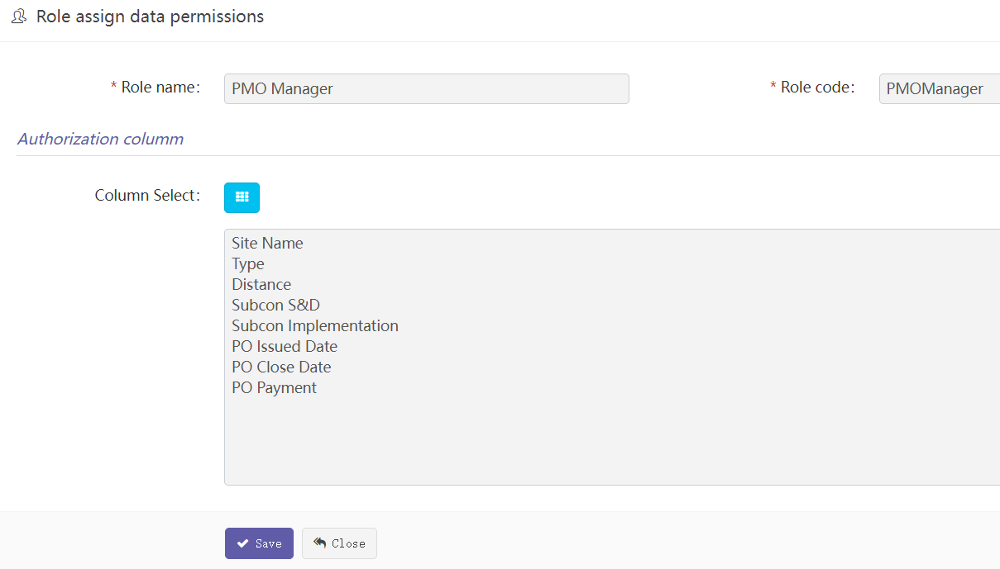 Role assign data permissions
* Role name: PMO Manager * Role code: PMOManager
Authorization columm
Column Select:
Site Name
Type
Distance
Subcon S&D
Subcon Implementation
PO Issued Date
PO Close Date
PO Payment
Save Close